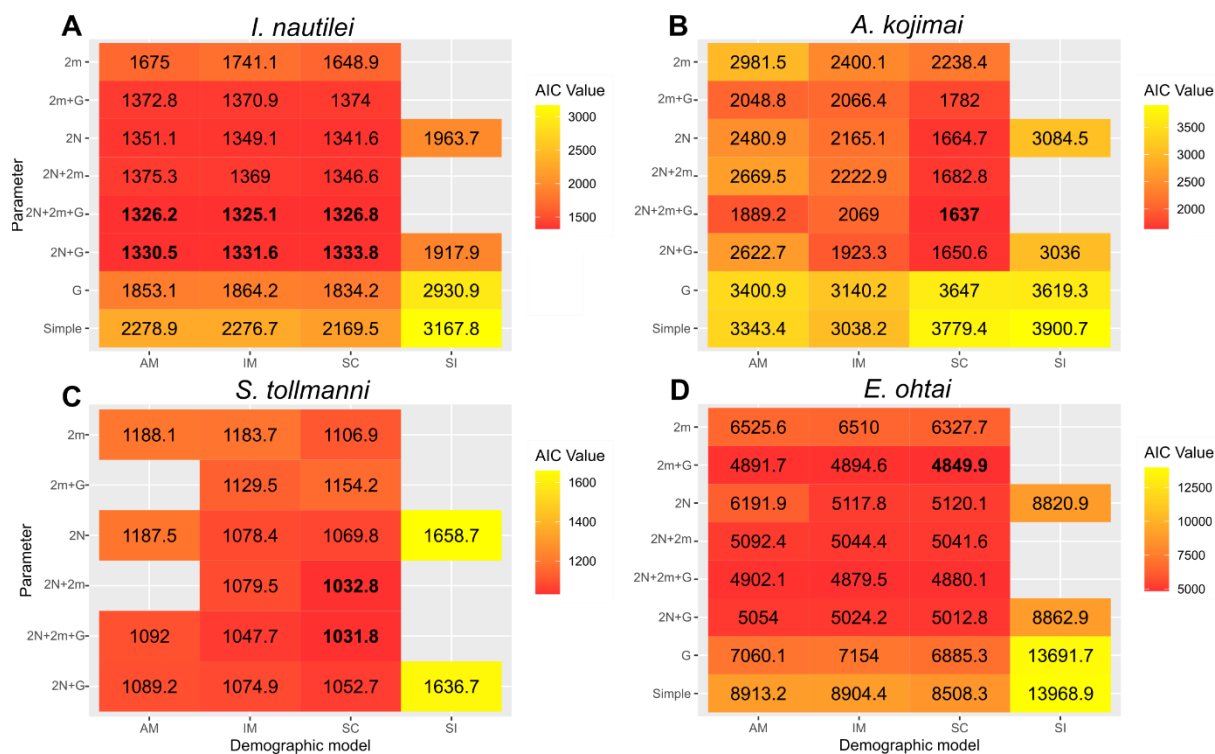 A I. nautilei
Parameter
2m 1675 1741.1 1648.9
2m+G 1372.8 1370.9 1374
2N 1351.1 1349.1 1341.6 1963.7
2N+2m 1375.3 1369 1346.6
2N+2m+G 1326.2 1325.1 1326.8
2N+G 1330.5 1331.6 1333.8 1917.9
G 1853.1 1864.2 1834.2 2930.9
Simple 2278.9 2276.7 2169.5 3167.8
AM IM SC SI
AIC Value
3000
2500
2000
1500
B A. kojimai
2m 2981.5 2400.1 2238.4
2m+G 2048.8 2066.4 1782
2N 2480.9 2165.1 1664.7 3084.5
2N+2m 2669.5 2222.9 1682.8
2N+2m+G 1889.2 2069 1637
2N+G 2622.7 1923.3 1650.6 3036
G 3400.9 3140.2 3647 3619.3
Simple 3343.4 3038.2 3779.4 3900.7
AM IM SC SI
AIC Value
3500
3000
2500
2000
C S. tollmanni
Parameter
2m 1188.1 1183.7 1106.9
2m+G 1129.5 1154.2
2N 1187.5 1078.4 1069.8 1658.7
2N+2m 1079.5 1032.8
2N+2m+G 1092 1047.7 1031.8
2N+G 1089.2 1074.9 1052.7 1636.7
AM IM SC SI
Demographic model
AIC Value
1600
1400
1200
D E. ohtai
2m 6525.6 6510 6327.7
2m+G 4891.7 4894.6 4849.9
2N 6191.9 5117.8 5120.1 8820.9
2N+2m 5092.4 5044.4 5041.6
2N+2m+G 4902.1 4879.5 4880.1
2N+G 5054 5024.2 5012.8 8862.9
G 7060.1 7154 6885.3 13691.7
Simple 8913.2 8904.4 8508.3 13968.9
AM IM SC SI
Demographic model
AIC Value
12500
10000
7500
5000